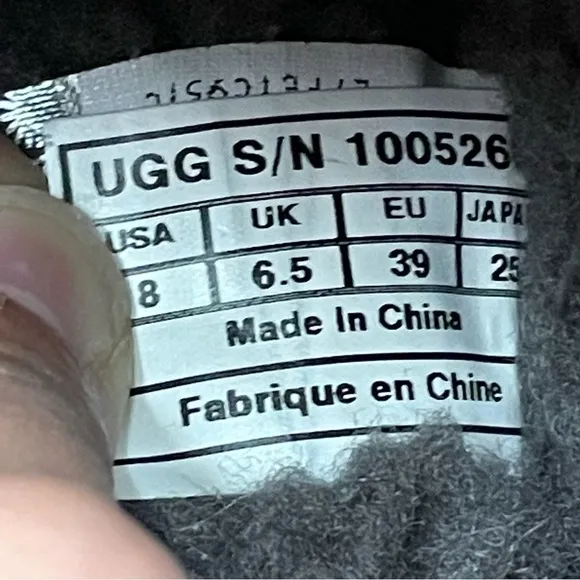 UGG S/N 100526
USA UK EU JAPA
8 6.5 39 25
Made In China
Fabrique en Chine